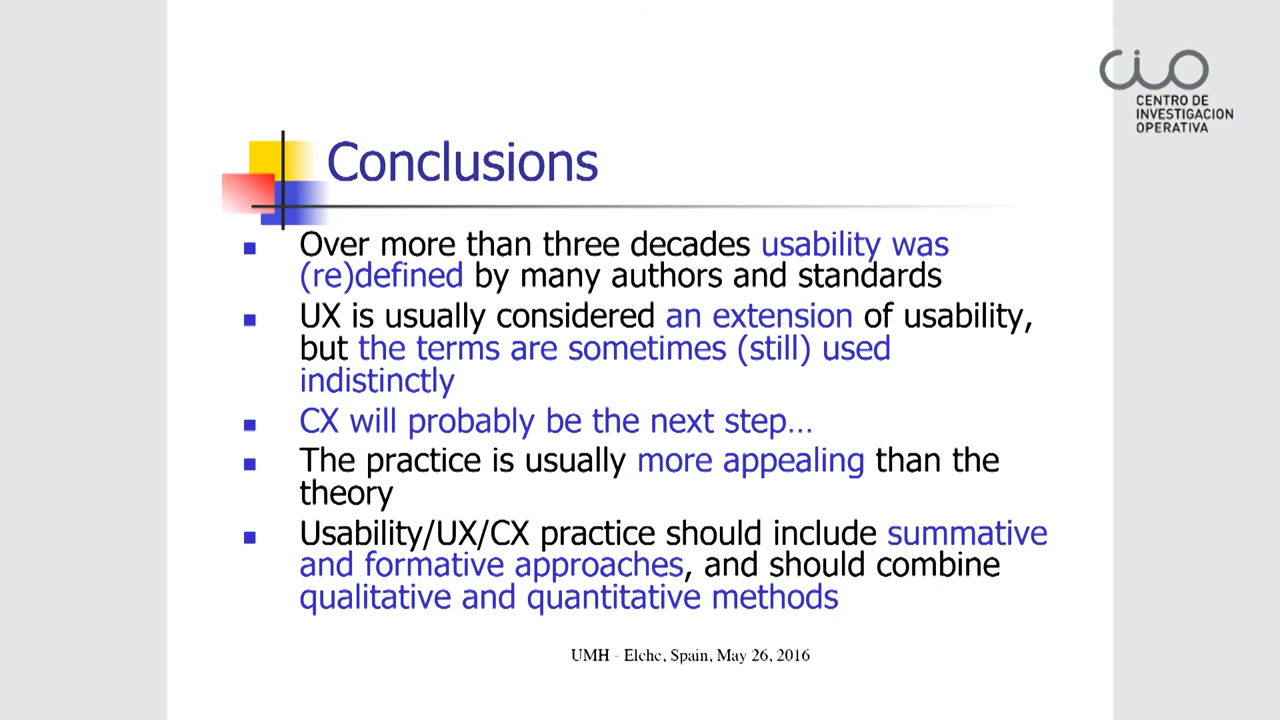 CIO
CENTRO DE
INVESTIGACION
OPERATIVA
Conclusions
Over more than three decades usability was
(re)defined by many authors and standards
UX is usually considered an extension of usability,
but the terms are sometimes (still) used
indistinctly
CX will probably be the next step...
The practice is usually more appealing than the
theory
Usability/UX/CX practice should include summative
and formative approaches, and should combine
qualitative and quantitative methods
UMH - Elche, Spain, May 26, 2016